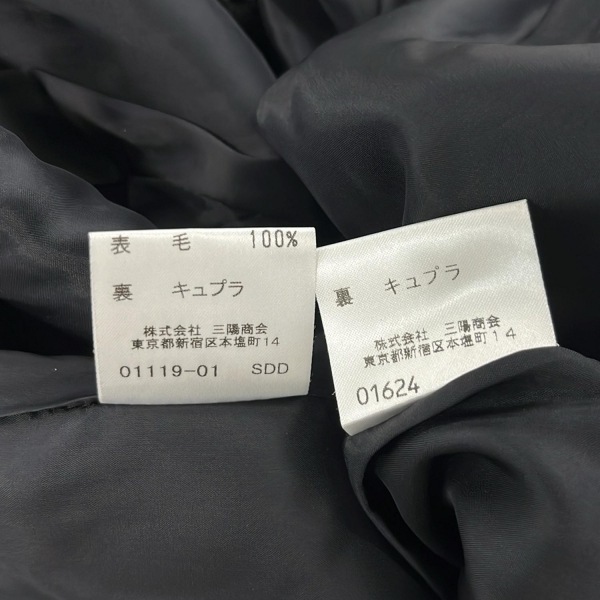 表 毛 100%
裏 キュプラ
株式会社 三陽商会
東京都新宿区本塩町14
01119-01 SDD
裏 キュプラ
株式会社 三陽商会
東京都新宿区本塩町14
01624